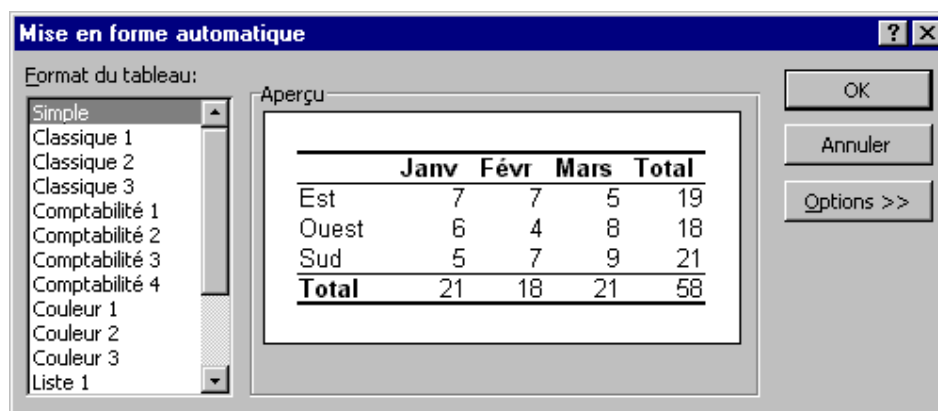 Mise en forme automatique
Format du tableau:
Simple
Classique 1
Classique 2
Classique 3
Comptabilité 1
Comptabilité 2
Comptabilité 3
Comptabilité 4
Couleur 1
Couleur 2
Couleur 3
Liste 1
Aperçu
Janv Févr Mars Total
Est 7 7 5 19
Ouest 6 4 8 18
Sud 5 7 9 21
Total 21 18 21 58
OK
Annuler
Options >>